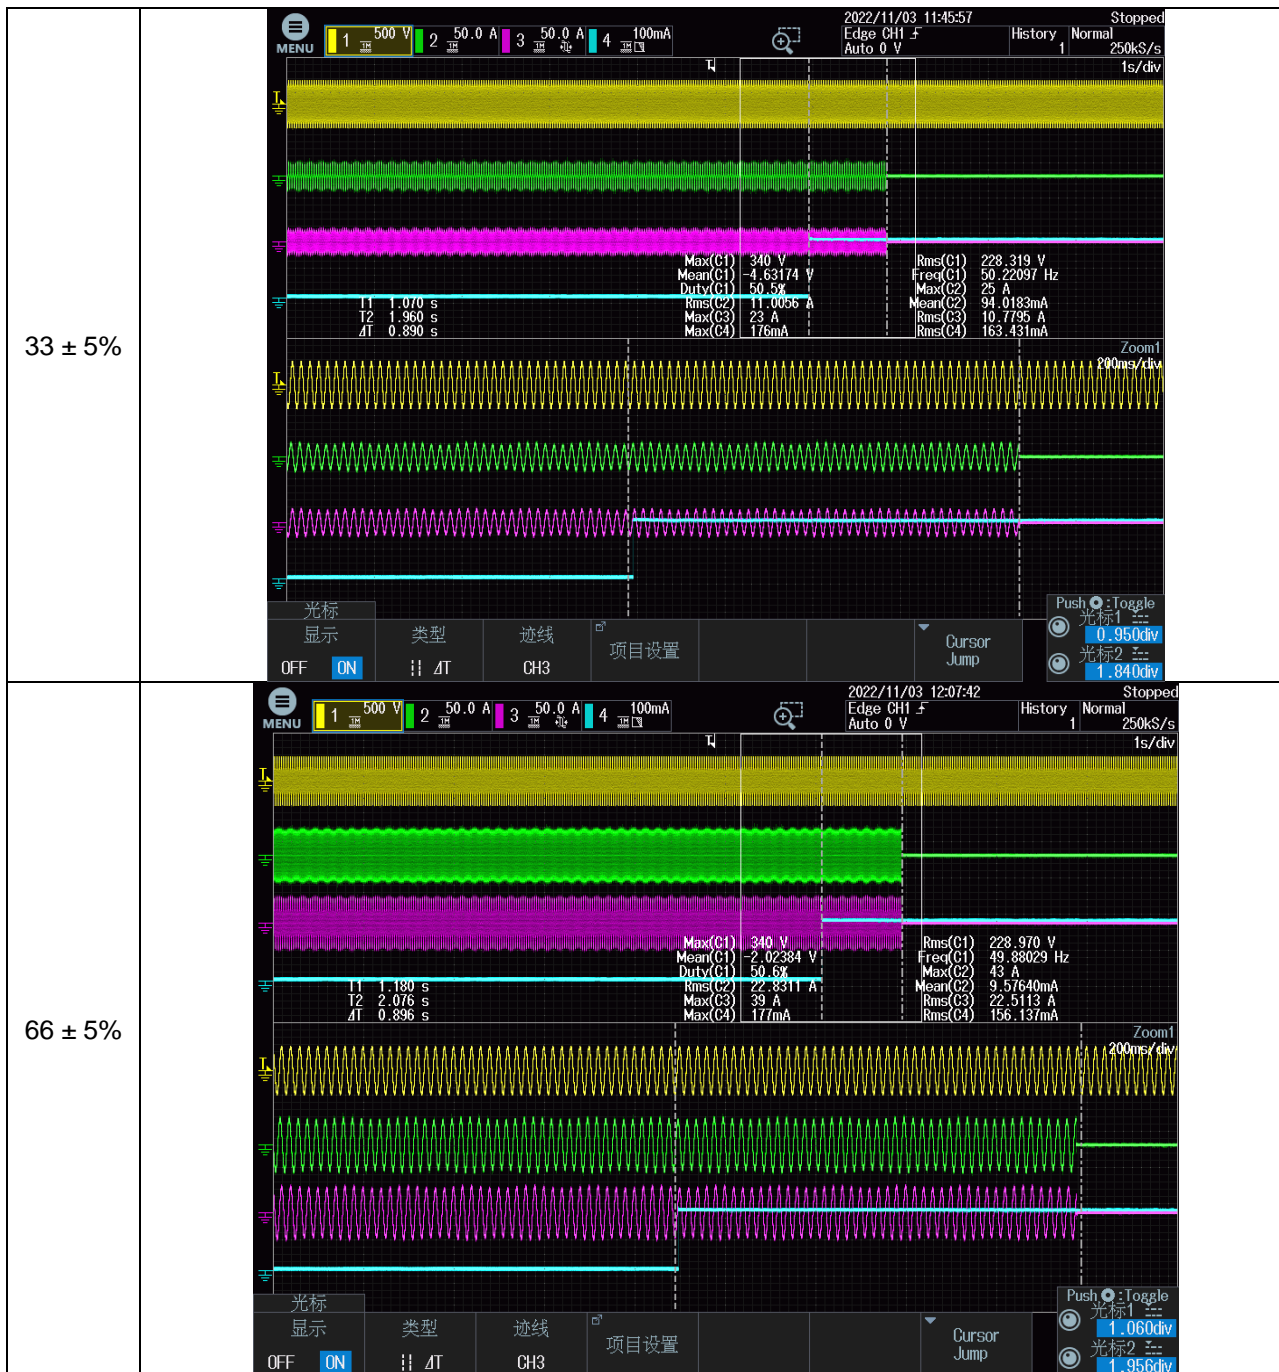 33 ± 5%
MENU
1 1M 500 V 2 1M 50.0 A 3 1M 50.0 A 4 1M 100mA
2022/11/03 11:45:57
Edge CH1
Auto 0 V
Stopped
History 1
Normal
250kS/s
1s/div
T1 1.070 s
T2 1.960 s
ΔT 0.890 s
Max(C1) 340 V
Mean(C1) -4.63174 V
Duty(C1) 50.5%
Rms(C2) 11.0056 A
Max(C3) 23 A
Max(C4) 176mA
Rms(C1) 228.319 V
Freq(C1) 50.22097 Hz
Max(C2) 25 A
Mean(C2) 94.0183mA
Rms(C3) 10.7795 A
Rms(C4) 163.431mA
Zoom1
200ms/div
光标
显示
OFF ON
类型
ΔT
迹线
CH3
项目设置
Cursor
Jump
Push :Toggle
光标1
0.950div
光标2
1.840div
66 ± 5%
MENU
1 1M 500 V 2 1M 50.0 A 3 1M 50.0 A 4 1M 100mA
2022/11/03 12:07:42
Edge CH1
Auto 0 V
Stopped
History 1
Normal
250kS/s
1s/div
T1 1.180 s
T2 2.076 s
ΔT 0.896 s
Max(C1) 340 V
Mean(C1) -2.02384 V
Duty(C1) 50.6%
Rms(C2) 22.8311 A
Max(C3) 39 A
Max(C4) 177mA
Rms(C1) 228.970 V
Freq(C1) 49.88029 Hz
Max(C2) 43 A
Mean(C2) 9.57640mA
Rms(C3) 22.5113 A
Rms(C4) 156.137mA
Zoom1
200ms/div
光标
显示
OFF ON
类型
ΔT
迹线
CH3
项目设置
Cursor
Jump
Push :Toggle
光标1
1.060div
光标2
1.956div